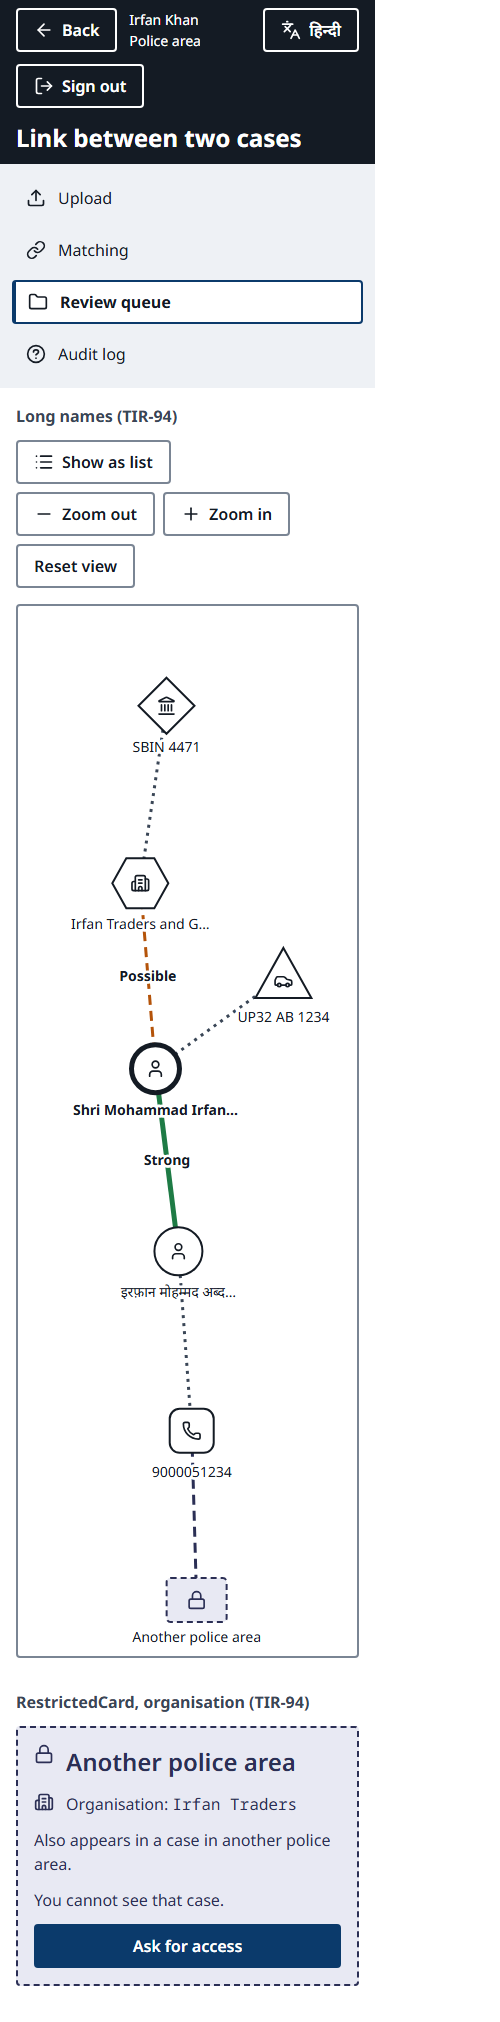 Back
Irfan Khan
Police area
हिन्दी
Sign out
Link between two cases
Upload
Matching
Review queue
Audit log
Long names (TIR-94)
Show as list
Zoom out
Zoom in
Reset view
SBIN 4471
Irfan Traders and G...
Possible
UP32 AB 1234
Shri Mohammad Irfan...
Strong
इरफ़ान मोहम्मद अब्द...
9000051234
Another police area
RestrictedCard, organisation (TIR-94)
Another police area
Organisation: Irfan Traders
Also appears in a case in another police
area.
You cannot see that case.
Ask for access